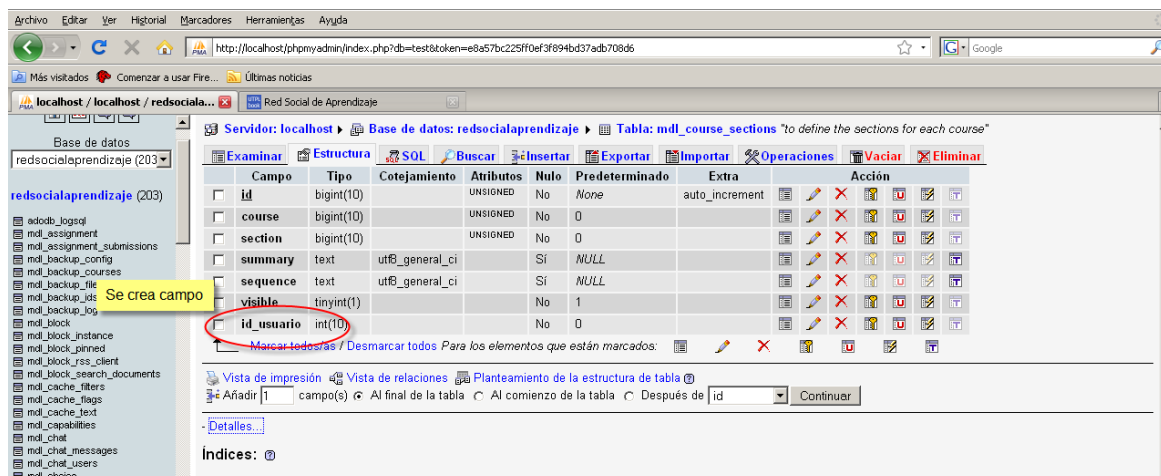 Archivo Editar Ver Historial Marcadores Herramientas Ayuda
http://localhost/phpmyadmin/index.php?db=test&token=e8a57bc225ff0ef3f894bd37adb708d6
Google
Más visitados Comenzar a usar Fire... Últimas noticias
localhost / localhost / redsociala... Red Social de Aprendizaje
Base de datos
redsocialaprendizaje (203
redsocialaprendizaje (203)
adodb_logsql
mdl_assignment
mdl_assignment_submissions
mdl_backup_config
mdl_backup_courses
mdl_backup_file
mdl_backup_ids
mdl_backup_log
mdl_block
mdl_block_instance
mdl_block_pinned
mdl_block_rss_client
mdl_block_search_documents
mdl_cache_filters
mdl_cache_flags
mdl_cache_text
mdl_capabilities
mdl_chat
mdl_chat_messages
mdl_chat_users
Se crea campo
Servidor: localhost Base de datos: redsocialaprendizaje Tabla: mdl_course_sections "to define the sections for each course"
Examinar Estructura SQL Buscar Insertar Exportar Importar Operaciones Vaciar Eliminar
Campo Tipo Cotejamiento Atributos Nulo Predeterminado Extra Acción
id bigint(10) UNSIGNED No None auto_increment
course bigint(10) UNSIGNED No 0
section bigint(10) UNSIGNED No 0
summary text utf8_general_ci Sí NULL
sequence text utf8_general_ci Sí NULL
visible tinyint(1) No 1
id_usuario int(10) No 0
Marcar todos/as / Desmarcar todos Para los elementos que están marcados:
Vista de impresión Vista de relaciones Planteamiento de la estructura de tabla
Añadir 1 campo(s) Al final de la tabla Al comienzo de la tabla Después de id Continuar
- Detalles...
Índices: